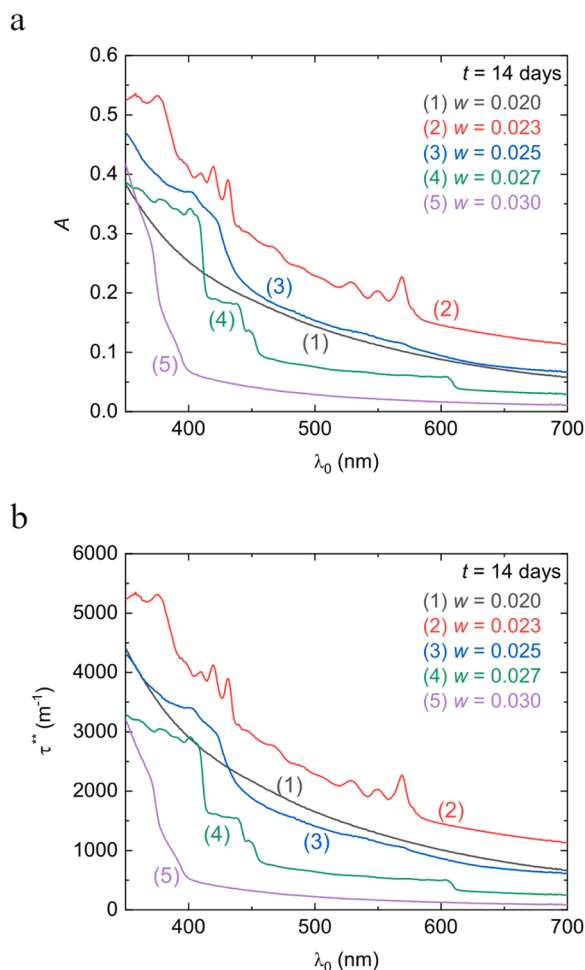 a
0.6
0.5
0.4
0.3
0.2
0.1
0.0
A
t = 14 days
(1) w = 0.020
(2) w = 0.023
(3) w = 0.025
(4) w = 0.027
(5) w = 0.030
(2)
(3)
(1)
(4)
(5)
400
500
600
700
λ₀ (nm)
b
6000
5000
4000
3000
2000
1000
0
τ** (m⁻¹)
t = 14 days
(1) w = 0.020
(2) w = 0.023
(3) w = 0.025
(4) w = 0.027
(5) w = 0.030
(1)
(2)
(3)
(4)
(5)
400
500
600
700
λ₀ (nm)